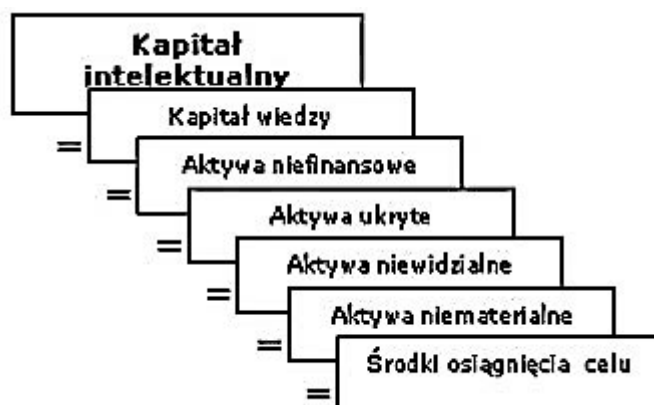 Kapitał
intelektualny
= Kapitał wiedzy
= Aktywa niefinansowe
= Aktywa ukryte
= Aktywa niewidzialne
= Aktywa niematerialne
= Środki osiągnięcia celu